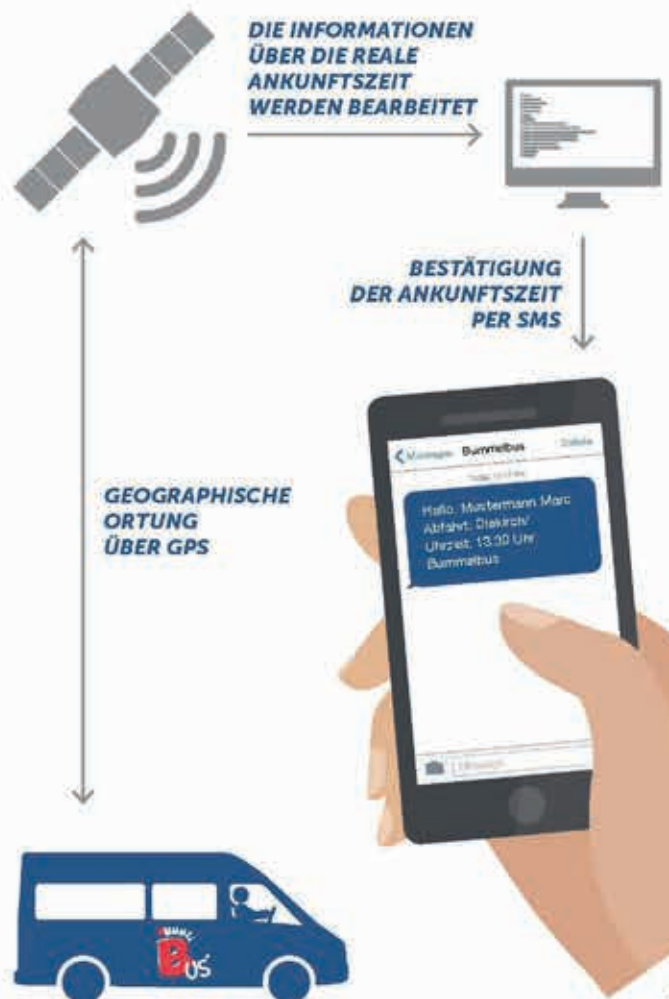 DIE INFORMATIONEN
ÜBER DIE REALE
ANKUNFTSZEIT
WERDEN BEARBEITET
BESTÄTIGUNG
DER ANKUNFTSZEIT
PER SMS
GEOGRAPHISCHE
ORTUNG
ÜBER GPS
Bummelbus
Hallo, Mustermann Marc
Abfahrt: Diekirch/
Uhrzeit: 13.30 Uhr
Bummelbus
BUS